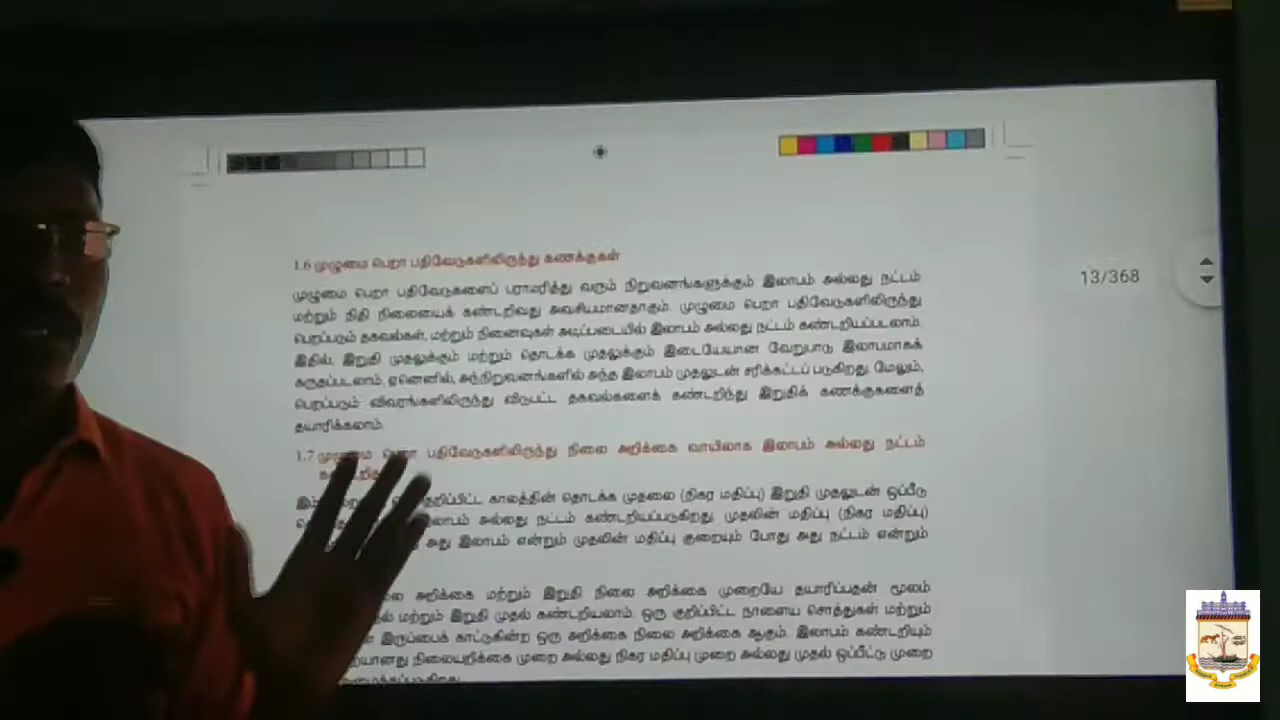 1.6 முழுமை பெறா பதிவேடுகளிலிருந்து கணக்குகள்
முழுமை பெறா பதிவேடுகளைப் பராமரித்து வரும் நிறுவனங்களுக்கும் இலாபம் அல்லது நட்டம்
மற்றும் நிதி நிலையைக் கண்டறிவது அவசியமானதாகும். முழுமை பெறா பதிவேடுகளிலிருந்து
பெறப்படும் தகவல்கள், மற்றும் நினைவுகள் அடிப்படையில் இலாபம் அல்லது நட்டம் கண்டறியப்படலாம்.
இதில், இறுதி முதலுக்கும் மற்றும் தொடக்க முதலுக்கும் இடையேயான வேறுபாடு இலாபமாகக்
கருதப்படலாம். ஏனெனில், அந்நிறுவனங்களில் அந்த இலாபம் முதலுடன் சரிக்கட்டப் படுகிறது. மேலும்,
பெறப்படும் விவரங்களிலிருந்து விடுபட்ட தகவல்களைக் கண்டறிந்து இறுதிக் கணக்குகளைத்
தயாரிக்கலாம்.
13/368
1.7 முழுமை பெறா பதிவேடுகளிலிருந்து நிலை அறிக்கை வாயிலாக இலாபம் அல்லது நட்டம்
காலத்தின் தொடக்க முதலை (நிகர மதிப்பு) இறுதி முதலுடன் ஒப்பீடு
இலாபம் அல்லது நட்டம் கண்டறியப்படுகிறது. முதலின் மதிப்பு (நிகர மதிப்பு)
அது இலாபம் என்றும் முதலின் மதிப்பு குறையும் போது அது நட்டம் என்றும்
அறிக்கை மற்றும் இறுதி நிலை அறிக்கை முறையே தயாரிப்பதன் மூலம்
மற்றும் இறுதி முதல் கண்டறியலாம். ஒரு குறிப்பிட்ட நாளைய சொத்துகள் மற்றும்
இருப்பைக் காட்டுகின்ற ஒரு அறிக்கை நிலை அறிக்கை ஆகும். இலாபம் கண்டறியும்
நிலையறிக்கை முறை அல்லது நிகர மதிப்பு முறை அல்லது முதல் ஒப்பீட்டு முறை